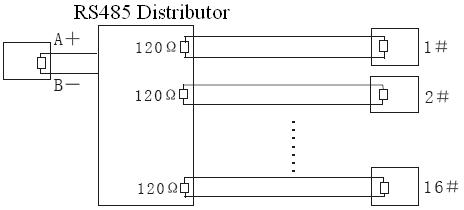 RS485 Distributor
A+
B−
120Ω
1#
120Ω
2#
120Ω
16#